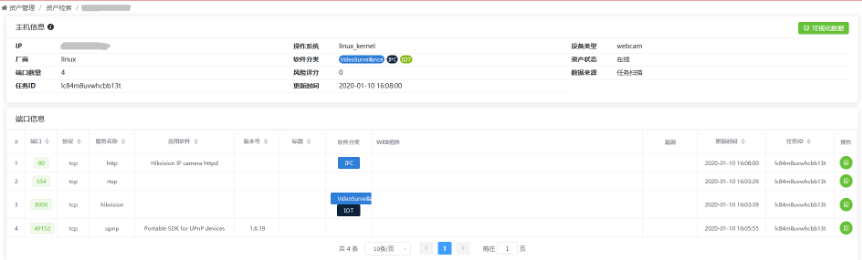 资产管理 / 资产检索 /
主机信息
可视化数据
IP 操作系统 linux_kernel 设备类型 webcam
厂商 linux 软件分类 VideoSurveillance IPC IOT 资产状态 在线
端口数量 4 风险评分 0 数据来源 任务扫描
任务ID lc84m8uvwhcbb13t 更新时间 2020-01-10 16:08:00
端口信息
# 端口 协议 服务名称 应用软件 版本号 标题 软件分类 WEB组件 更新时间 任务ID 操作
1 80 tcp http Hikvision IP camera httpd IPC 2020-01-10 16:08:00 lc84m8uvwhcbb13t
2 554 tcp rtsp 2020-01-10 16:03:29 lc84m8uvwhcbb13t
3 8000 tcp hikvision VideoSurveilla IOT 2020-01-10 16:03:39 lc84m8uvwhcbb13t
4 49152 tcp upnp Portable SDK for UPnP devices 1.6.19 2020-01-10 16:05:55 lc84m8uvwhcbb13t
共 4 条 10条/页 1 前往 1 页